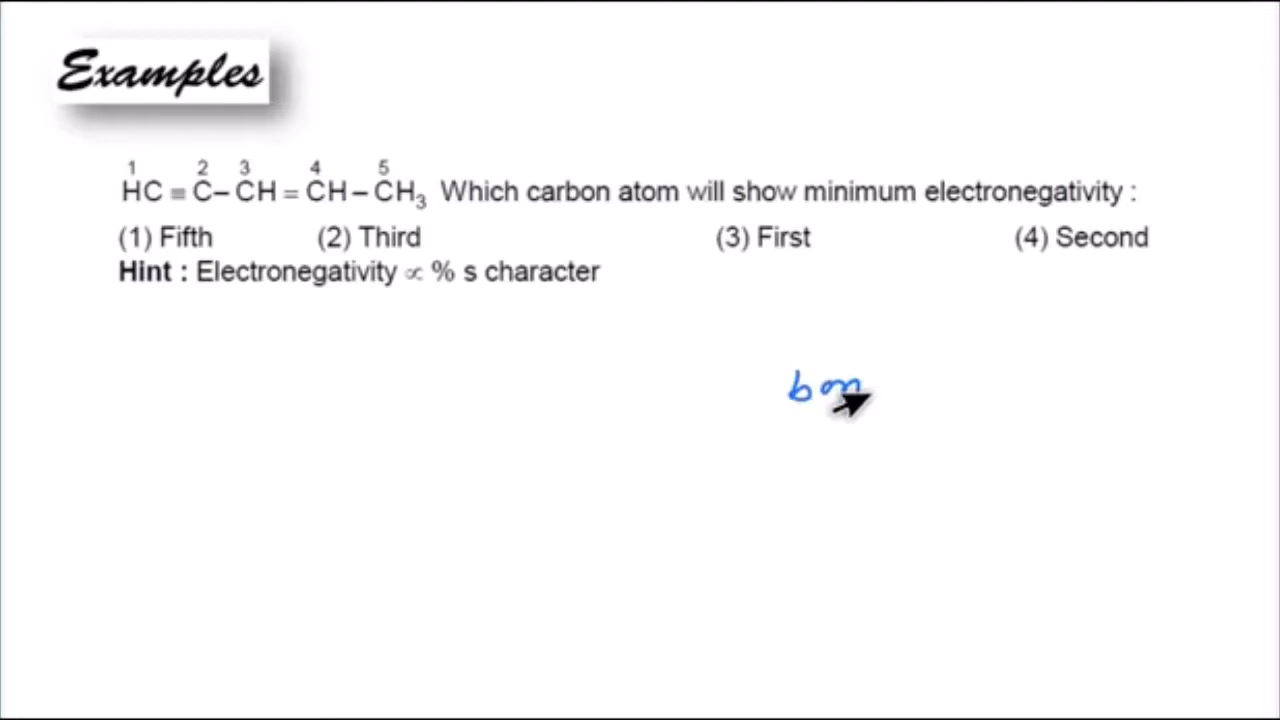 Examples
1 2 3 4 5
HC ≡ C – CH = CH – CH₃ Which carbon atom will show minimum electronegativity :
(1) Fifth (2) Third (3) First (4) Second
Hint : Electronegativity ∝ % s character